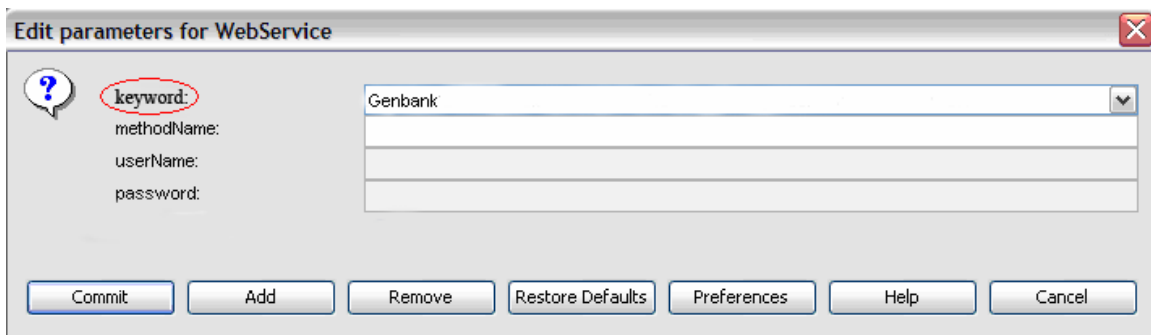 Edit parameters for WebService
keyword: Genbank
methodName:
userName:
password:
Commit Add Remove Restore Defaults Preferences Help Cancel